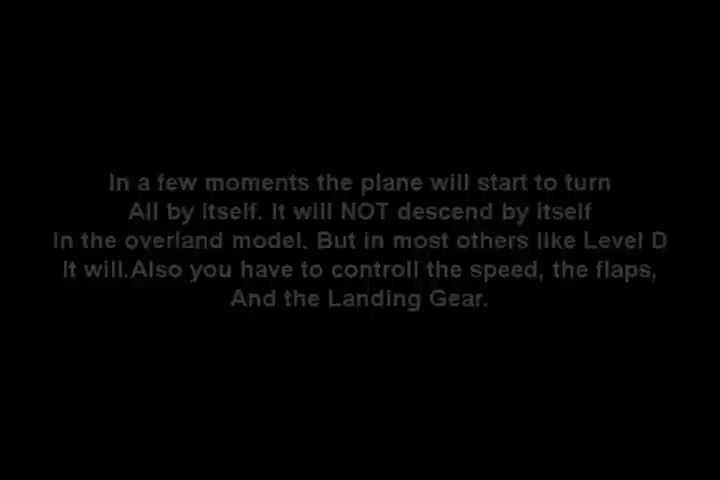 In a few moments the plane will start to turn
All by itself. It will NOT descend by itself
In the overland model. But in most others like Level D
It will.Also you have to controll the speed, the flaps,
And the Landing Gear.